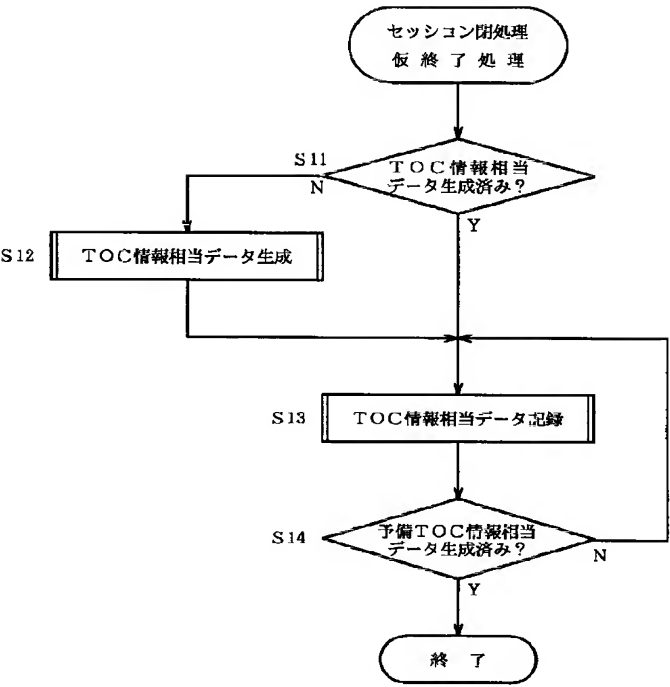 セッション閉処理
仮終了処理
S11
TOC情報相当
データ生成済み？
N
Y
S12
TOC情報相当データ生成
S13
TOC情報相当データ記録
S14
予備TOC情報相当
データ生成済み？
N
Y
終了